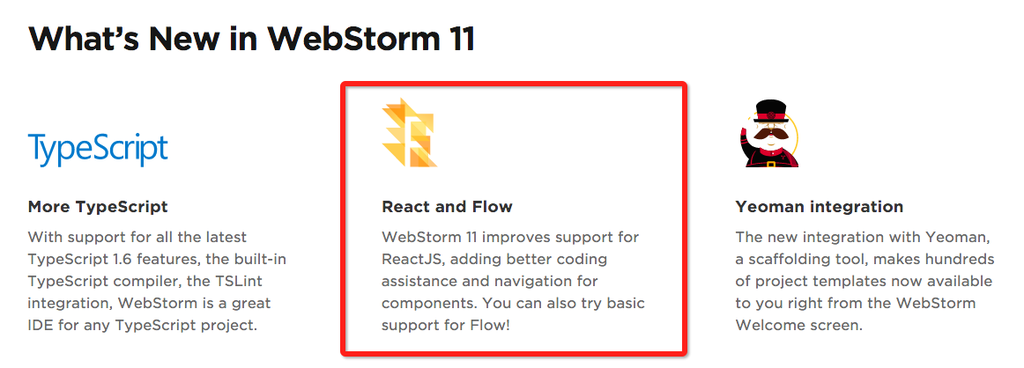 What's New in WebStorm 11
TypeScript
More TypeScript
With support for all the latest
TypeScript 1.6 features, the built-in
TypeScript compiler, the TSLint
integration, WebStorm is a great
IDE for any TypeScript project.
F
React and Flow
WebStorm 11 improves support for
ReactJS, adding better coding
assistance and navigation for
components. You can also try basic
support for Flow!
Yeoman integration
The new integration with Yeoman,
a scaffolding tool, makes hundreds
of project templates now available
to you right from the WebStorm
Welcome screen.